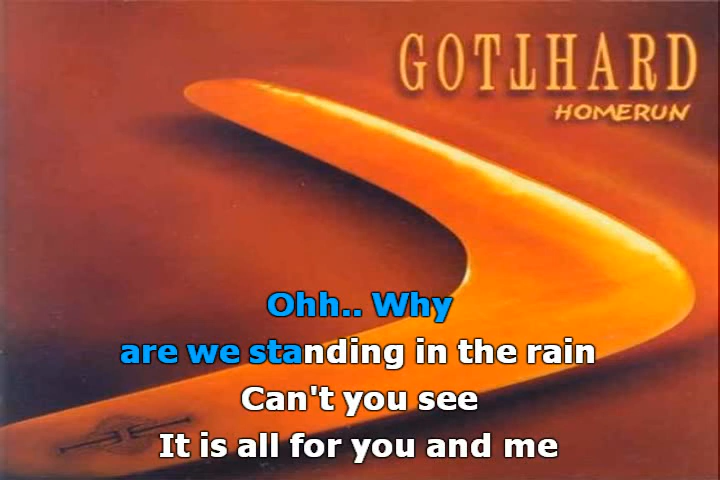 GOTTHARD
HOMERUN
Ohh.. Why
are we standing in the rain
Can't you see
It is all for you and me